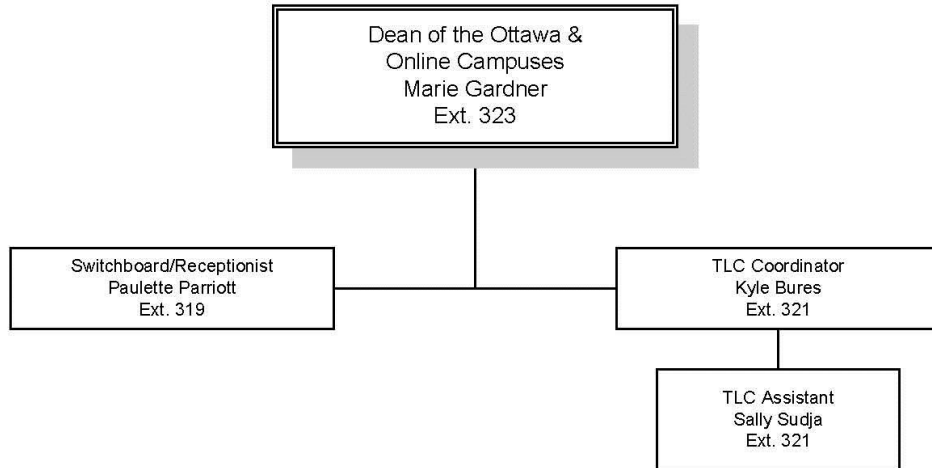 Dean of the Ottawa &
Online Campuses
Marie Gardner
Ext. 323
Switchboard/Receptionist
Paulette Parriott
Ext. 319
TLC Coordinator
Kyle Bures
Ext. 321
TLC Assistant
Sally Sudja
Ext. 321